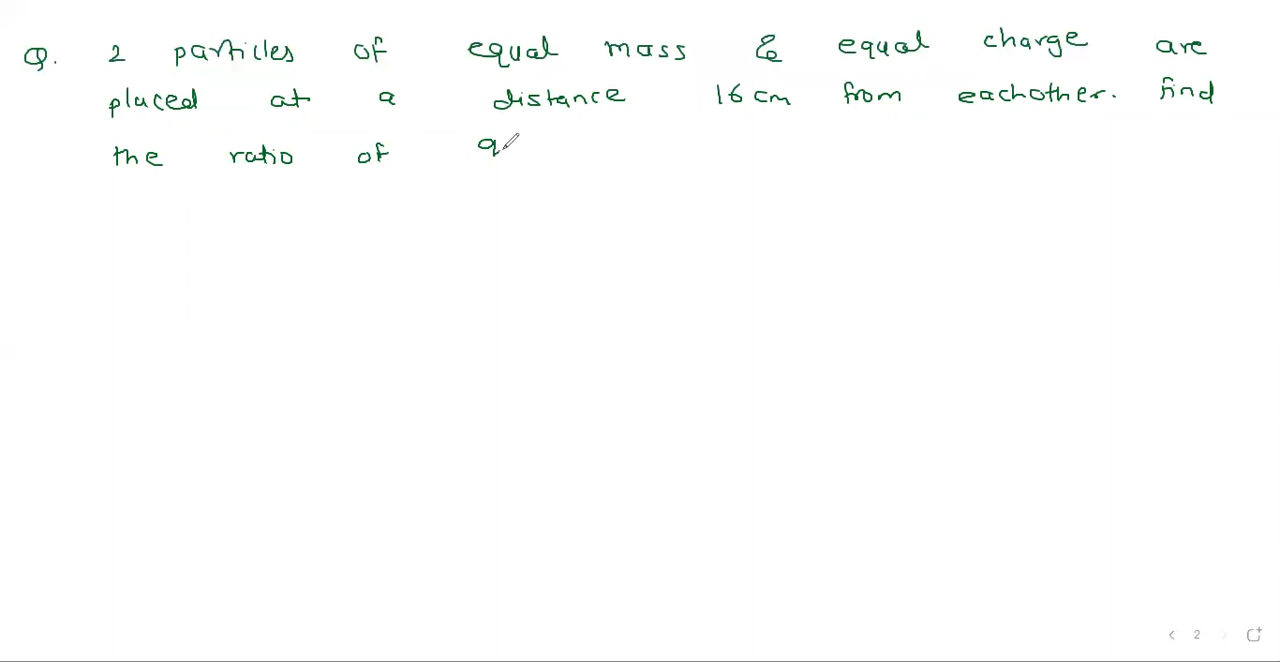 Q. 2 particles of equal mass & equal charge are
placed at a distance 16 cm from eachother. find
the ratio of q
2